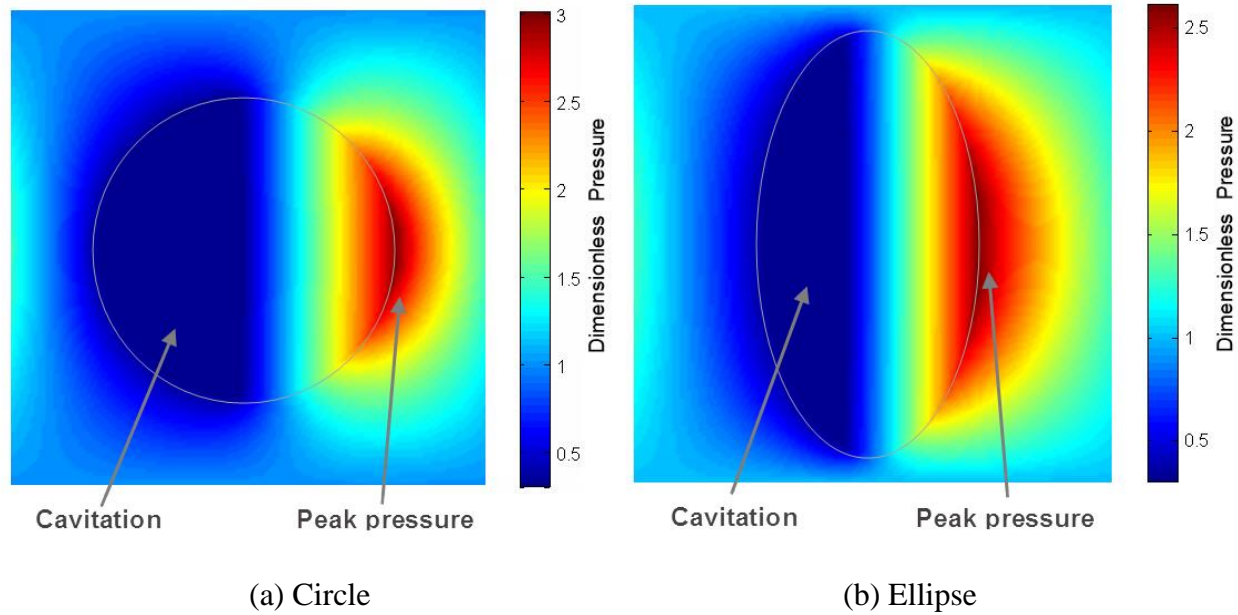 3
2.5
2
1.5
1
0.5
Dimensionless Pressure
Cavitation
Peak pressure
(a) Circle
2.5
2
1.5
1
0.5
Dimensionless Pressure
Cavitation
Peak pressure
(b) Ellipse